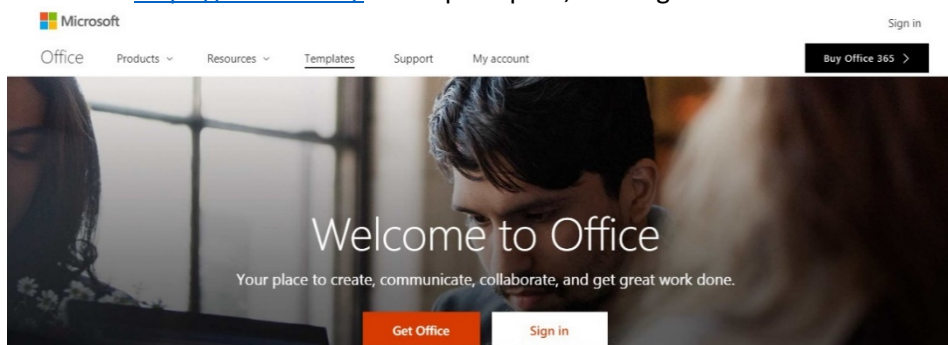 Microsoft
Sign in
Office Products Resources Templates Support My account Buy Office 365 >
Welcome to Office
Your place to create, communicate, collaborate, and get great work done.
Get Office Sign in